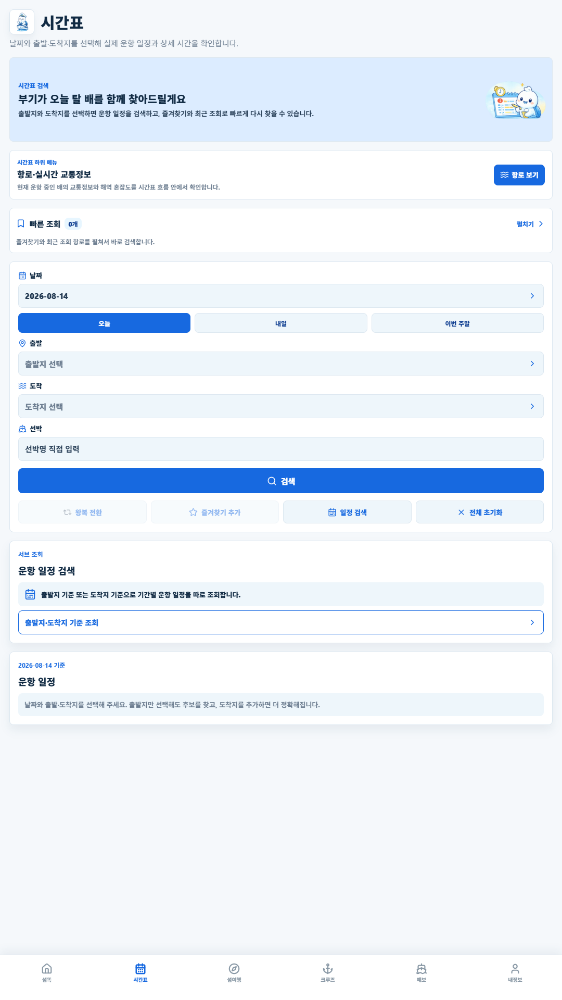 시간표
날짜와 출발·도착지를 선택해 실제 운항 일정과 상세 시간을 확인합니다.
시간표 검색
부기가 오늘 탈 배를 함께 찾아드릴게요
출발지와 도착지를 선택하면 운항 일정을 검색하고, 즐겨찾기와 최근 조회로 빠르게 다시 찾을 수 있습니다.
시간표 하위 메뉴
항로·실시간 교통정보
현재 운항 중인 배의 교통정보와 해역 혼잡도를 시간표 흐름 안에서 확인합니다.
항로 보기
빠른 조회 0개
펼치기
즐겨찾기와 최근 조회 항로를 펼쳐서 바로 검색합니다.
날짜
2026-08-14
오늘 내일 이번 주말
출발
출발지 선택
도착
도착지 선택
선박
선박명 직접 입력
검색
왕복 전환 즐겨찾기 추가 일정 검색 전체 초기화
서브 조회
운항 일정 검색
출발지 기준 또는 도착지 기준으로 기간별 운항 일정을 따로 조회합니다.
출발지·도착지 기준 조회
2026-08-14 기준
운항 일정
날짜와 출발·도착지를 선택해 주세요. 출발지만 선택해도 후보를 찾고, 도착지를 추가하면 더 정확해집니다.
섬똑 시간표 섬여행 크루즈 예보 내정보